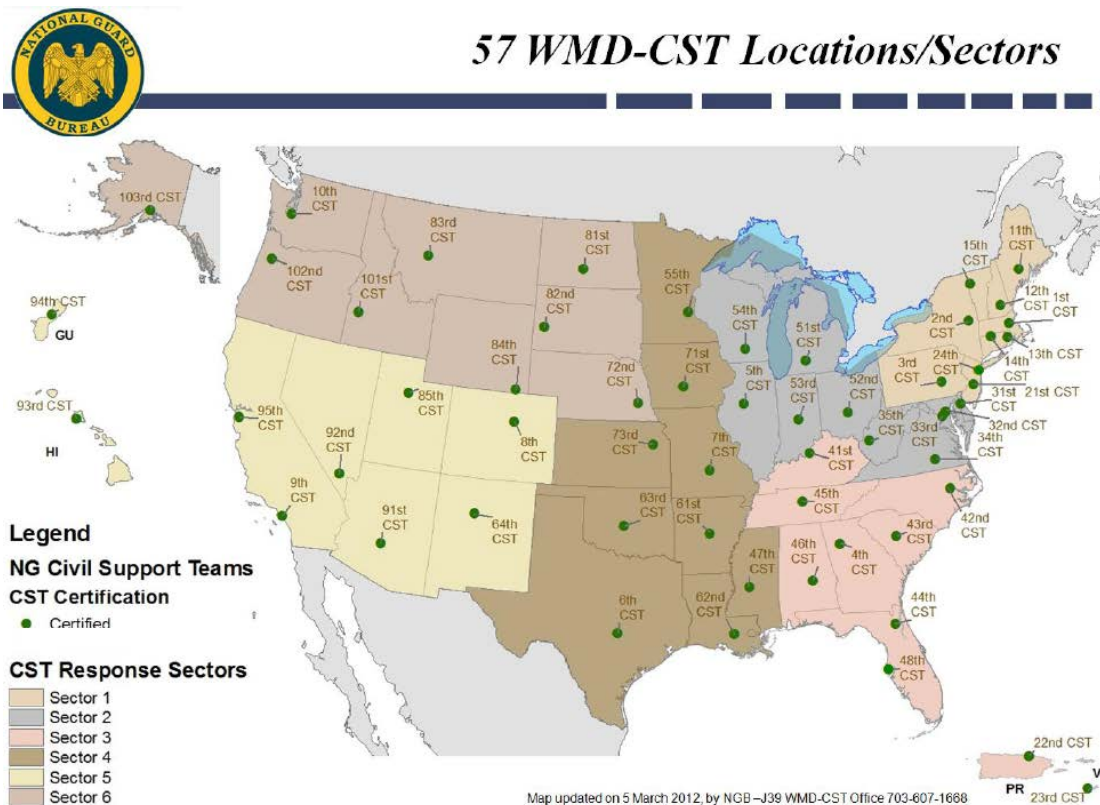 NATIONAL GUARD
BUREAU
57 WMD-CST Locations/Sectors
103rd CST
10th
CST
83rd
CST
81st
CST
102nd
CST
101st
CST
82nd
CST
84th
CST
72nd
CST
55th
CST
71st
CST
54th
CST
51st
CST
5th
CST
53rd
CST
52nd
CST
35th
CST
33rd
CST
11th
CST
15th
CST
12th
CST
1st
CST
2nd
CST
13th CST
14th
CST
24th
CST
3rd
CST
21st CST
31st
CST
32nd CST
34th
CST
94th CST
GU
93rd CST
HI
95th
CST
92nd
CST
85th
CST
8th
CST
9th
CST
91st
CST
64th
CST
73rd
CST
7th
CST
63rd
CST
61st
CST
6th
CST
62nd
CST
47th
CST
41st
CST
45th
CST
46th
CST
4th
CST
43rd
CST
42nd
CST
44th
CST
48th
CST
22nd CST
PR
V
23rd CST
Legend
NG Civil Support Teams
CST Certification
Certified
CST Response Sectors
Sector 1
Sector 2
Sector 3
Sector 4
Sector 5
Sector 6
Map updated on 5 March 2012, by NGB –J39 WMD-CST Office 703-607-1668